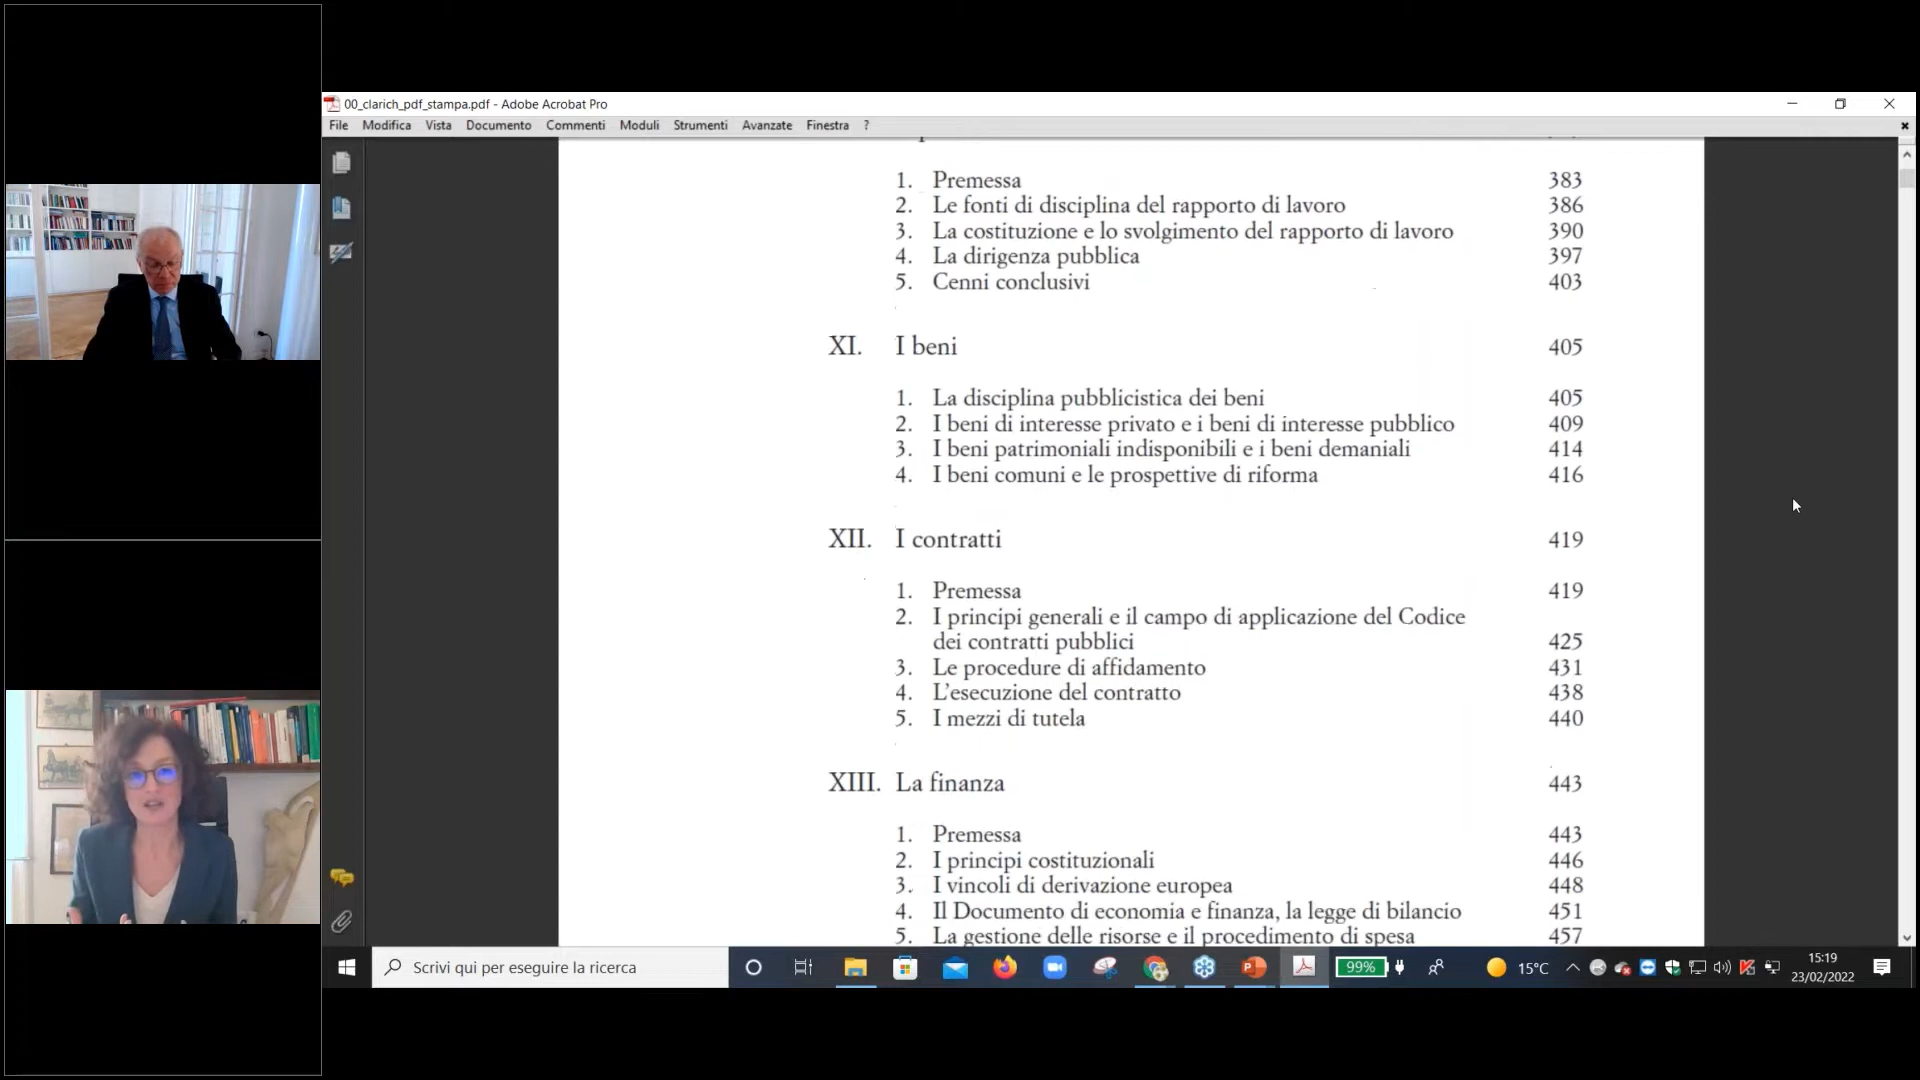 00_clarich_pdf_stampa.pdf - Adobe Acrobat Pro
File Modifica Vista Documento Commenti Moduli Strumenti Avanzate Finestra ?
1. Premessa 383
2. Le fonti di disciplina del rapporto di lavoro 386
3. La costituzione e lo svolgimento del rapporto di lavoro 390
4. La dirigenza pubblica 397
5. Cenni conclusivi 403
XI. I beni 405
1. La disciplina pubblicistica dei beni 405
2. I beni di interesse privato e i beni di interesse pubblico 409
3. I beni patrimoniali indisponibili e i beni demaniali 414
4. I beni comuni e le prospettive di riforma 416
XII. I contratti 419
1. Premessa 419
2. I principi generali e il campo di applicazione del Codice
dei contratti pubblici 425
3. Le procedure di affidamento 431
4. L'esecuzione del contratto 438
5. I mezzi di tutela 440
XIII. La finanza 443
1. Premessa 443
2. I principi costituzionali 446
3. I vincoli di derivazione europea 448
4. Il Documento di economia e finanza, la legge di bilancio 451
5. La gestione delle risorse e il procedimento di spesa 457
Scrivi qui per eseguire la ricerca
99%
15°C
15:19
23/02/2022